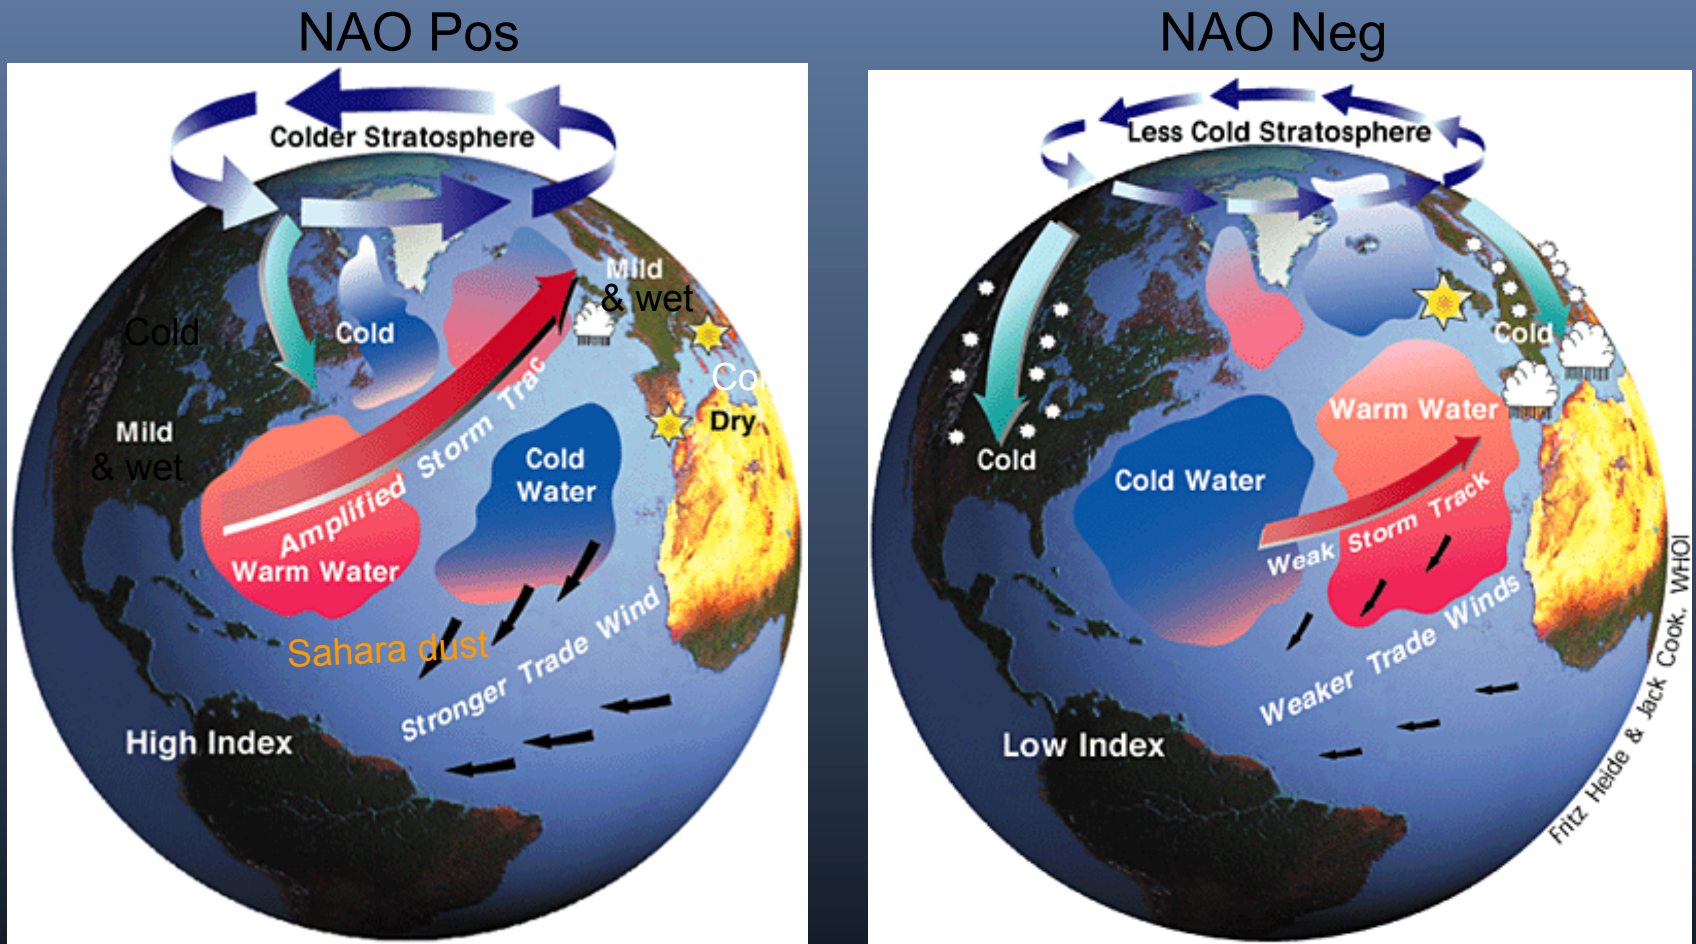 NAO Pos
Colder Stratosphere
Mild
& wet
Cold
Cold
Mild
& wet
Dry
Amplified Storm Trac
Cold
Water
Warm Water
Sahara dust
Stronger Trade Wind
High Index
NAO Neg
Less Cold Stratosphere
Cold
Cold
Warm Water
Cold Water
Weak Storm Track
Weaker Trade Winds
Low Index
Fritz Heide & Jack Cook, WHOI